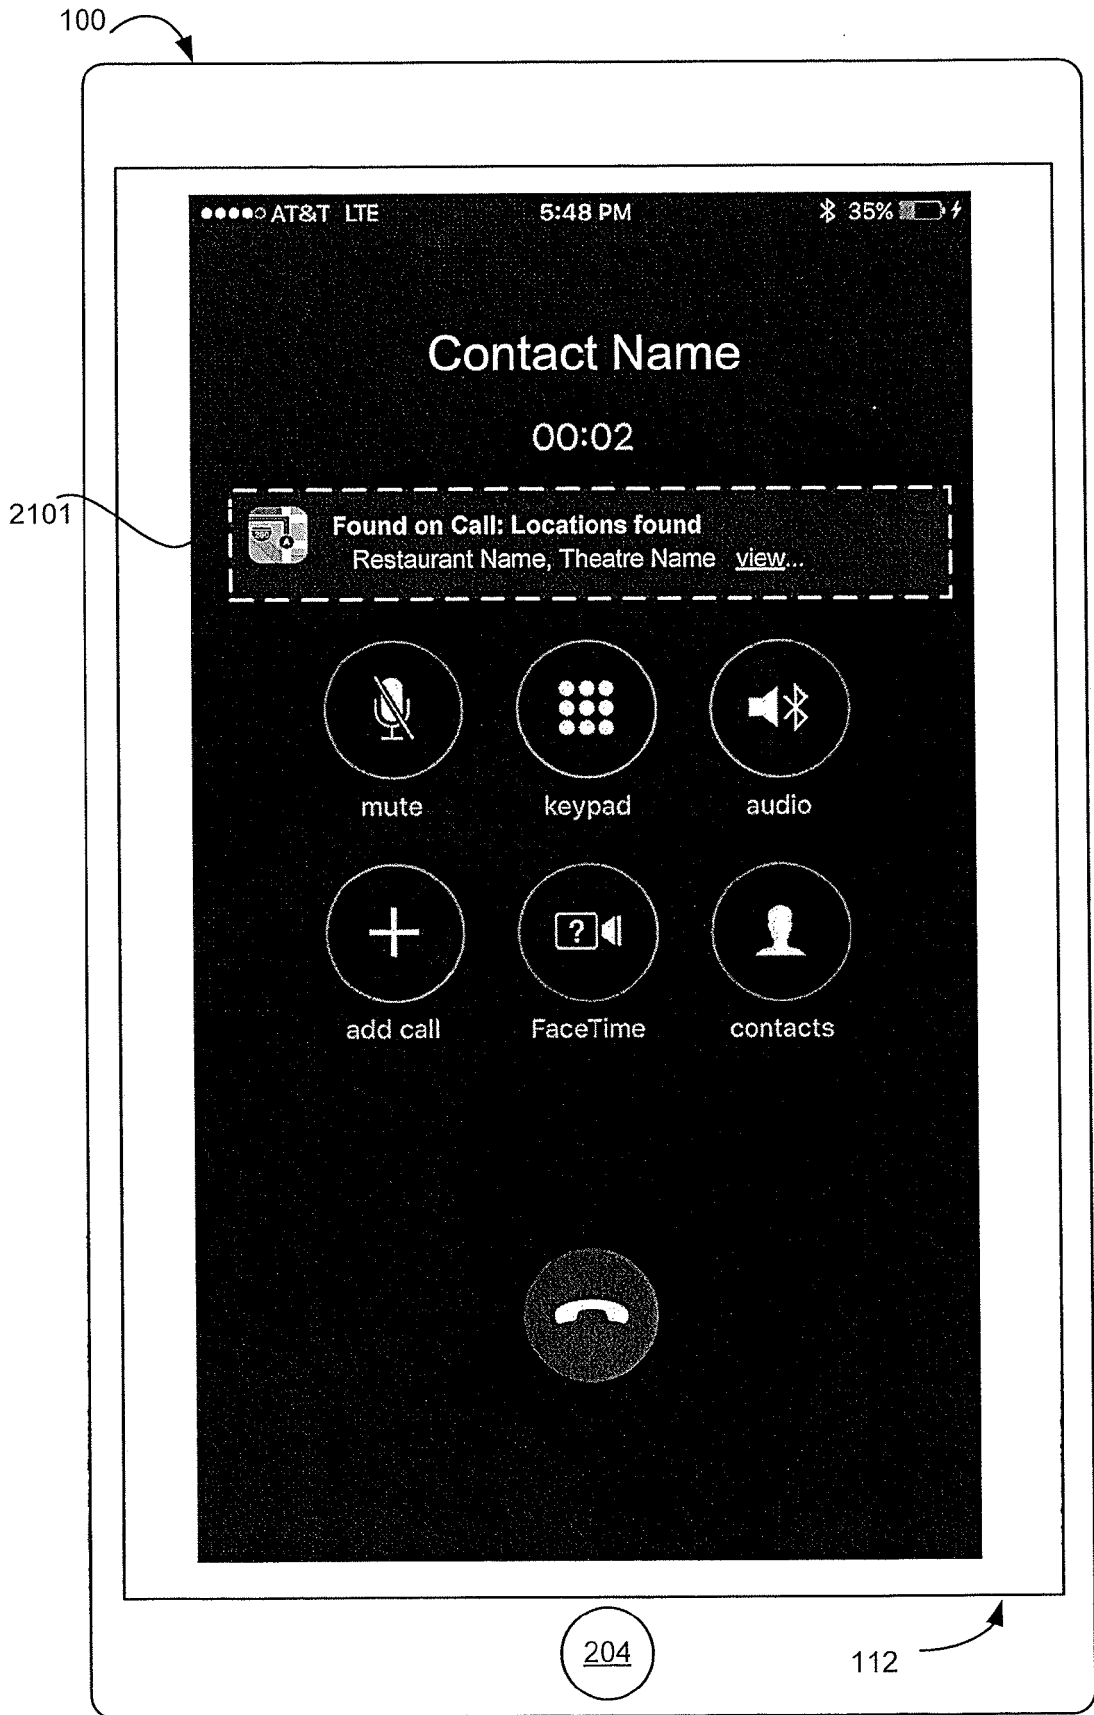 100
●●●●○ AT&T LTE 5:48 PM 35%
Contact Name
00:02
2101
Found on Call: Locations found
Restaurant Name, Theatre Name view...
mute keypad audio
?
add call FaceTime contacts
204
112